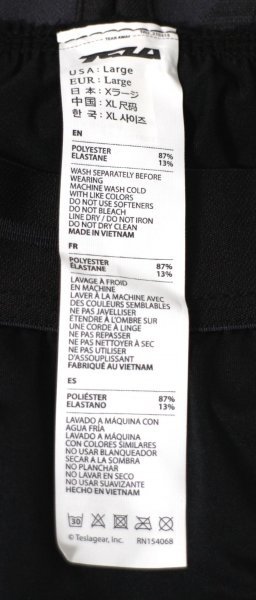 TEAR AWAY
TESLA
USA: Large
EUR: Large
日 本: Xラージ
中国: XL 尺码
한 국: XL 사이즈
EN
POLYESTER 87%
ELASTANE 13%
WASH SEPARATELY BEFORE
WEARING
MACHINE WASH COLD
WITH LIKE COLORS
DO NOT USE SOFTENERS
DO NOT BLEACH
LINE DRY / DO NOT IRON
DO NOT DRY CLEAN
MADE IN VIETNAM
FR
POLYESTER 87%
ELASTANE 13%
LAVAGE À FROID
EN MACHINE
LAVER À LA MACHINE AVEC
DES COULEURS SEMBLABLES
NE PAS JAVELLISER
ÉTENDRE À L'OMBRE SUR
UNE CORDE À LINGE
NE PAS REPASSER
NE PAS NETTOYER À SEC
NE PAS UTILISER
D'ASSOUPLISSANT
FABRIQUÉ AU VIETNAM
ES
POLIÉSTER 87%
ELASTANO 13%
LAVADO A MÁQUINA CON
AGUA FRÍA
LAVADO A MÁQUINA
CON COLORES SIMILARES
NO USAR BLANQUEADOR
SECAR A LA SOMBRA
NO PLANCHAR
NO LAVAR EN SECO
NO USAR SUAVIZANTE
HECHO EN VIETNAM
30
© Teslagear, Inc. RN154068